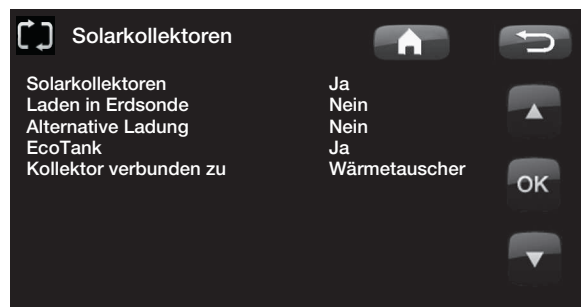 Solarkollektoren
Solarkollektoren Ja
Laden in Erdsonde Nein
Alternative Ladung Nein
EcoTank Ja
Kollektor verbunden zu Wärmetauscher
OK